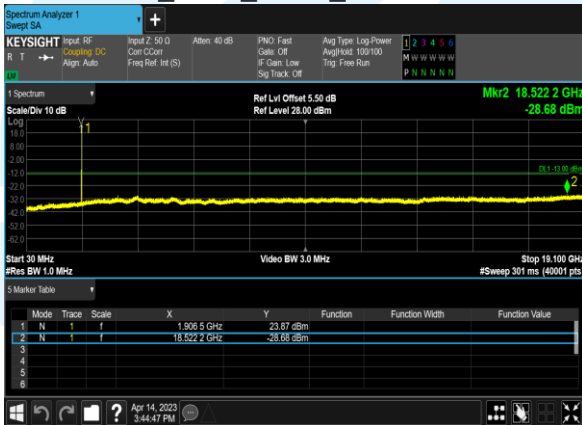 Spectrum Analyzer 1
Swept SA
KEYSIGHT
R T
LXI
Input: RF
Coupling: DC
Align: Auto
Input Z: 50 Ω
Corr CCorr
Freq Ref: Int (S)
Atten: 40 dB
PNO: Fast
Gate: Off
IF Gain: Low
Sig Track: Off
Avg Type: Log-Power
Avg|Hold: 100/100
Trig: Free Run
1 2 3 4 5 6
M W W W W W
P N N N N N
1 Spectrum
Scale/Div 10 dB
Ref Lvl Offset 5.50 dB
Ref Level 28.00 dBm
Mkr2 18.522 2 GHz
-28.68 dBm
Log
18.0
8.00
-2.00
-12.0
-22.0
-32.0
-42.0
-52.0
-62.0
1
DL1 -13.00 dBm
2
Start 30 MHz
#Res BW 1.0 MHz
Video BW 3.0 MHz
Stop 19.100 GHz
#Sweep 301 ms (40001 pts
5 Marker Table
Mode Trace Scale X Y Function Function Width Function Value
1 N 1 f 1.906 5 GHz 23.87 dBm
2 N 1 f 18.522 2 GHz -28.68 dBm
3
4
5
6
?
Apr 14, 2023
3:44:47 PM